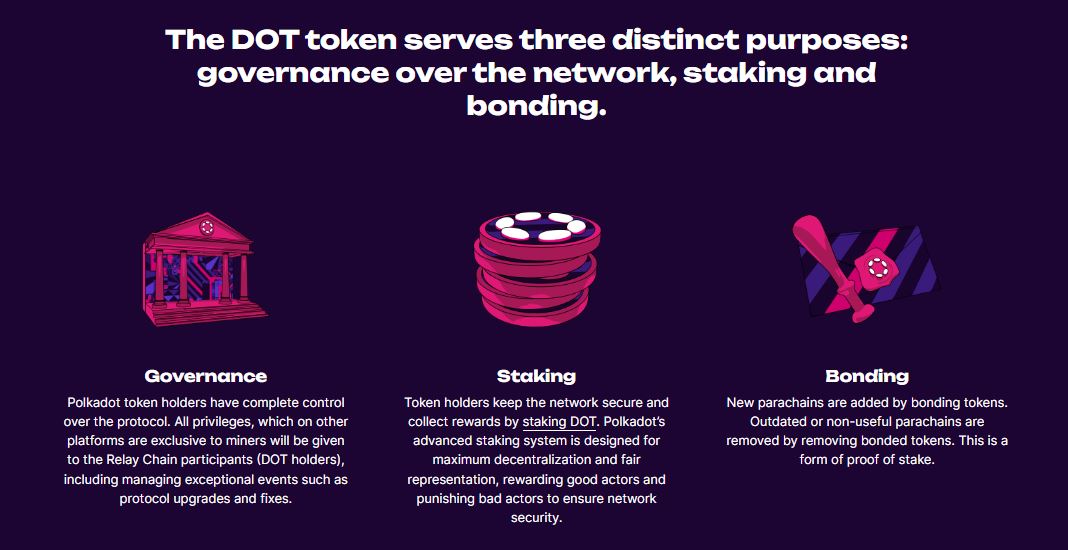 The DOT token serves three distinct purposes:
governance over the network, staking and
bonding.
Governance
Polkadot token holders have complete control
over the protocol. All privileges, which on other
platforms are exclusive to miners will be given
to the Relay Chain participants (DOT holders),
including managing exceptional events such as
protocol upgrades and fixes.
Staking
Token holders keep the network secure and
collect rewards by staking DOT. Polkadot’s
advanced staking system is designed for
maximum decentralization and fair
representation, rewarding good actors and
punishing bad actors to ensure network
security.
Bonding
New parachains are added by bonding tokens.
Outdated or non-useful parachains are
removed by removing bonded tokens. This is a
form of proof of stake.